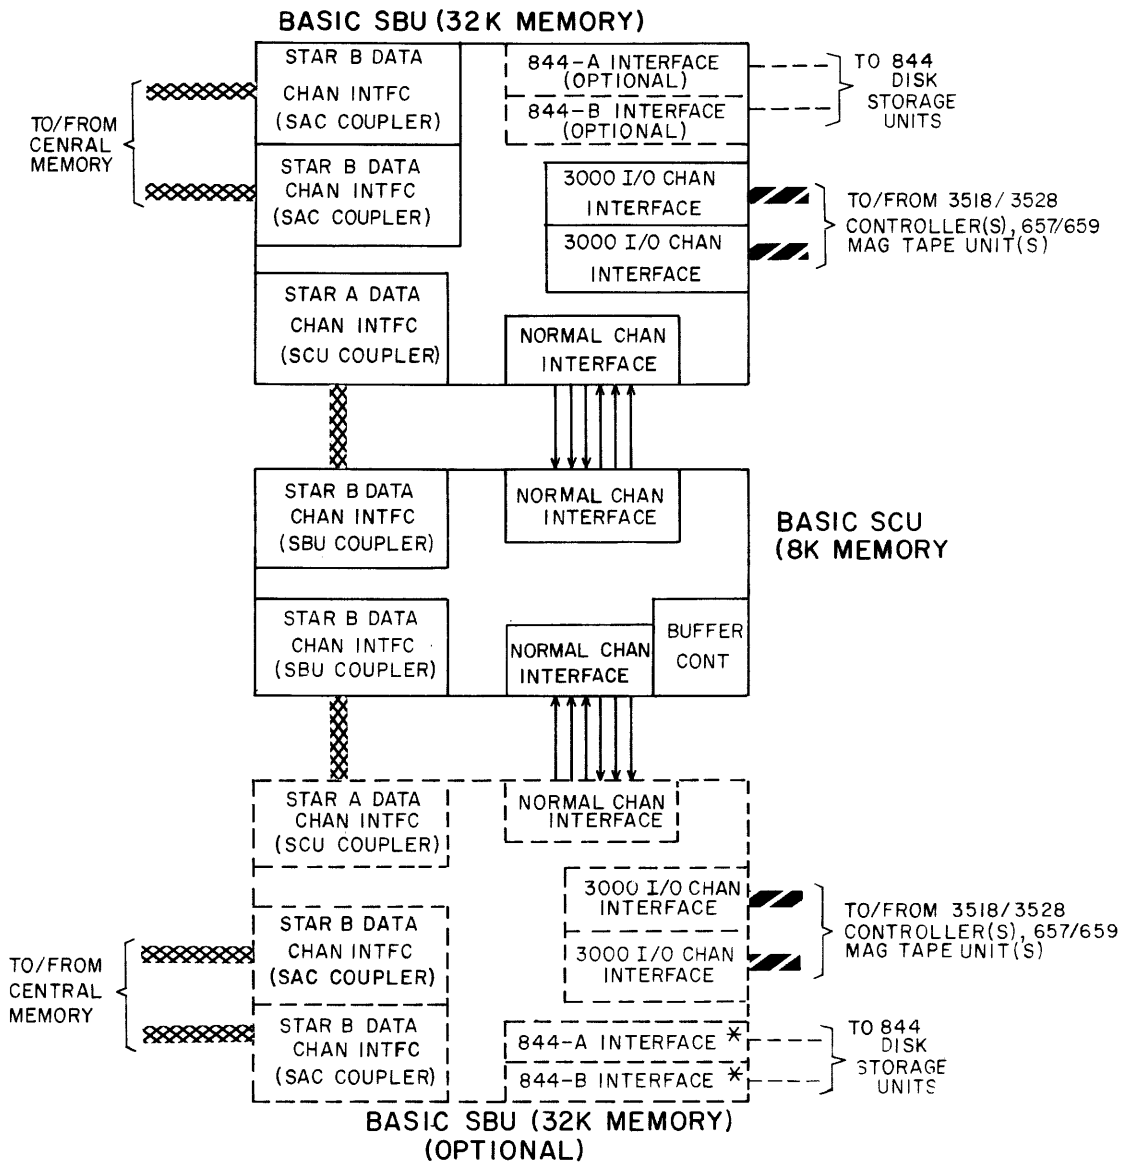 BASIC SBU (32K MEMORY)
STAR B DATA
CHAN INTFC
(SAC COUPLER)
844-A INTERFACE
(OPTIONAL)
844-B INTERFACE
(OPTIONAL)
TO 844
DISK
STORAGE
UNITS
TO/FROM
CENRAL
MEMORY
STAR B DATA
CHAN INTFC
(SAC COUPLER)
3000 I/O CHAN
INTERFACE
3000 I/O CHAN
INTERFACE
TO/FROM 3518/3528
CONTROLLER(S), 657/659
MAG TAPE UNIT(S)
STAR A DATA
CHAN INTFC
(SCU COUPLER)
NORMAL CHAN
INTERFACE
STAR B DATA
CHAN INTFC
(SBU COUPLER)
NORMAL CHAN
INTERFACE
BASIC SCU
(8K MEMORY
STAR B DATA
CHAN INTFC
(SBU COUPLER)
NORMAL CHAN
INTERFACE
BUFFER
CONT
STAR A DATA
CHAN INTFC
(SCU COUPLER)
NORMAL CHAN
INTERFACE
3000 I/O CHAN
INTERFACE
3000 I/O CHAN
INTERFACE
TO/FROM 3518/3528
CONTROLLER(S), 657/659
MAG TAPE UNIT(S)
STAR B DATA
CHAN INTFC
(SAC COUPLER)
TO/FROM
CENTRAL
MEMORY
STAR B DATA
CHAN INTFC
(SAC COUPLER)
844-A INTERFACE *
844-B INTERFACE *
TO 844
DISK
STORAGE
UNITS
BASIC SBU (32K MEMORY)
(OPTIONAL)